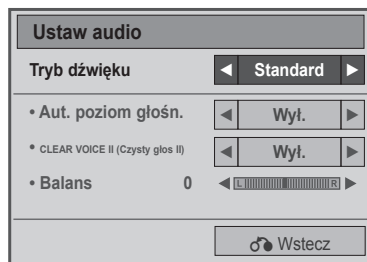 Ustaw audio
Tryb dźwięku ◀ Standard ▶
• Aut. poziom głośn. ◀ Wył. ▶
• CLEAR VOICE II (Czysty głos II) ◀ Wył. ▶
• Balans 0 ◀ L R ▶
Wstecz